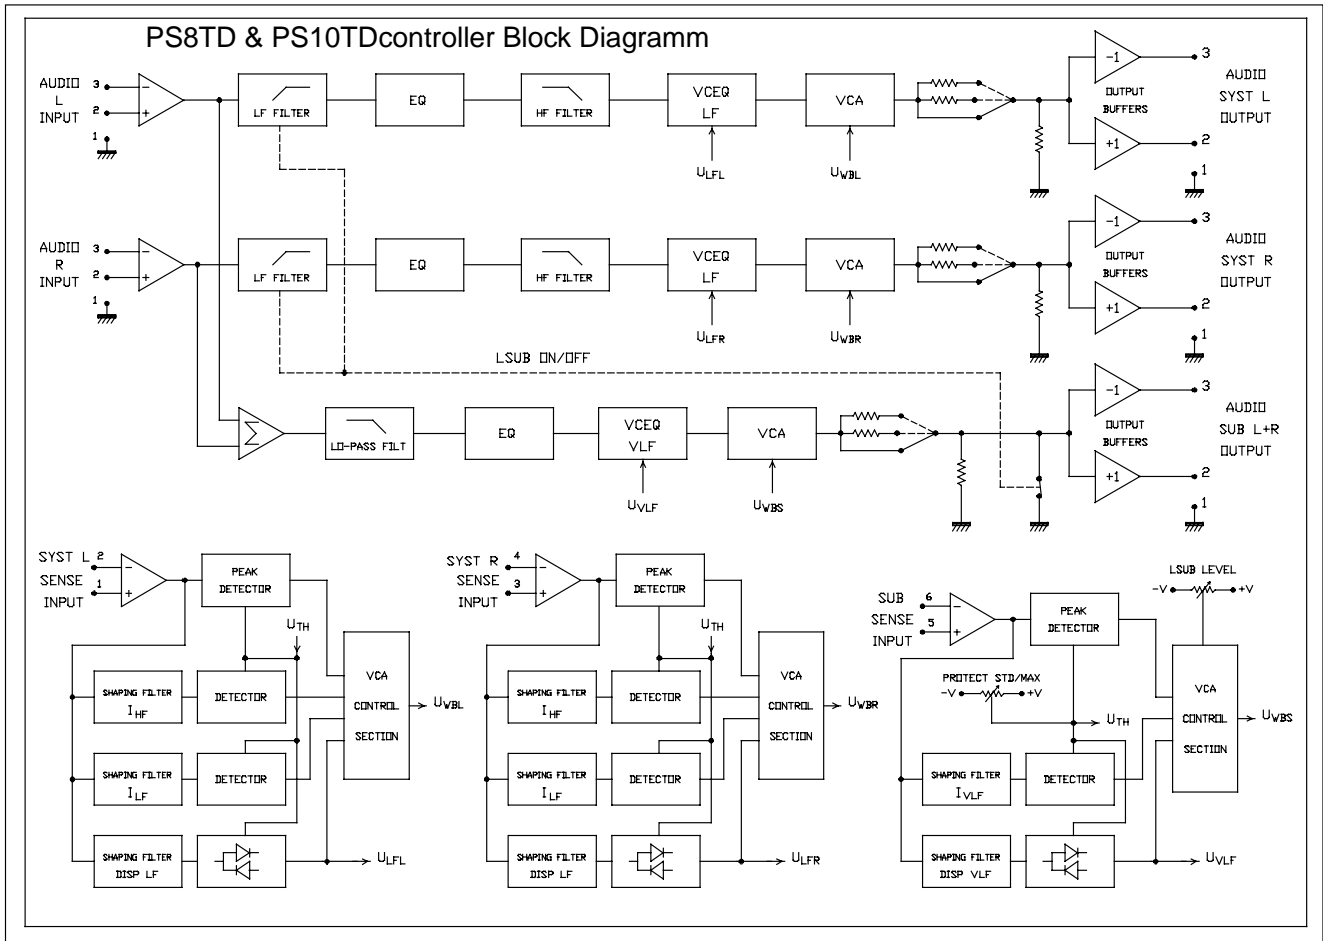 PS8TD & PS10TDcontroller Block Diagramm
AUDIO
L
INPUT
3
2
1
−
+
LF FILTER
EQ
HF FILTER
VCEQ
LF
VCA
ULFL
UWBL
-1
+1
OUTPUT
BUFFERS
3
2
1
AUDIO
SYST L
OUTPUT
AUDIO
R
INPUT
3
2
1
−
+
LF FILTER
EQ
HF FILTER
VCEQ
LF
VCA
ULFR
UWBR
-1
+1
OUTPUT
BUFFERS
3
2
1
AUDIO
SYST R
OUTPUT
LSUB ON/OFF
Σ
LO-PASS FILT
EQ
VCEQ
VLF
VCA
UVLF
UWBS
-1
+1
OUTPUT
BUFFERS
3
2
1
AUDIO
SUB L+R
OUTPUT
SYST L
SENSE
INPUT
2
1
−
+
PEAK
DETECTOR
UTH
SHAPING FILTER
IHF
DETECTOR
SHAPING FILTER
ILF
DETECTOR
SHAPING FILTER
DISP LF
VCA
CONTROL
SECTION
UWBL
ULFL
SYST R
SENSE
INPUT
4
3
−
+
PEAK
DETECTOR
UTH
SHAPING FILTER
IHF
DETECTOR
SHAPING FILTER
ILF
DETECTOR
SHAPING FILTER
DISP LF
VCA
CONTROL
SECTION
UWBR
ULFR
SUB
SENSE
INPUT
6
5
−
+
PEAK
DETECTOR
LSUB LEVEL
-V
+V
PROTECT STD/MAX
-V
+V
UTH
SHAPING FILTER
IVLF
DETECTOR
SHAPING FILTER
DISP VLF
VCA
CONTROL
SECTION
UWBS
UVLF